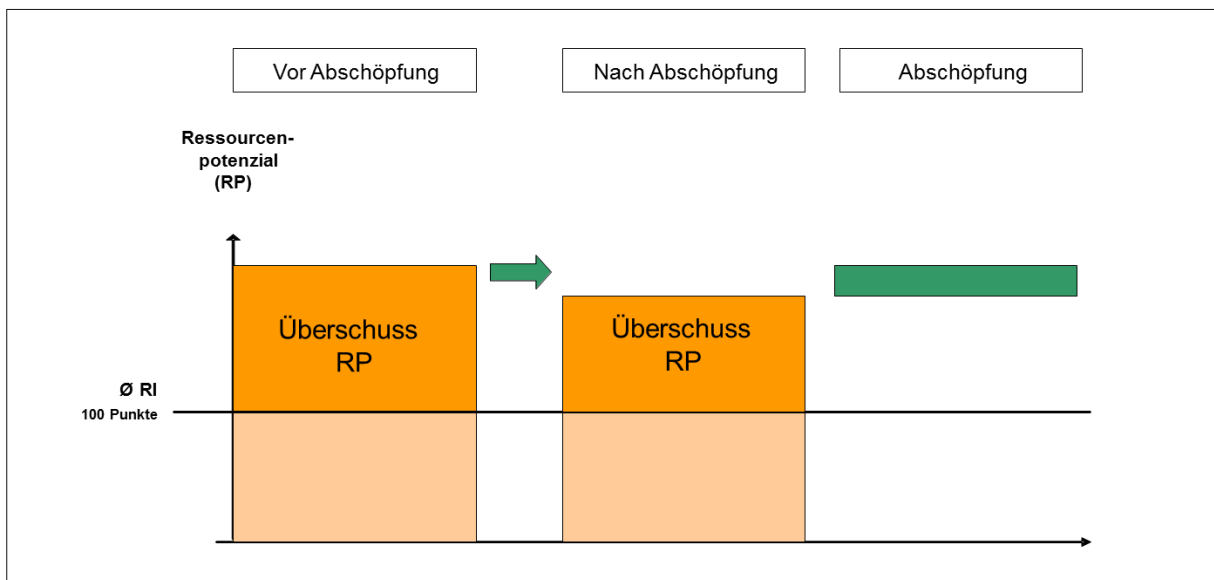 Vor Abschöpfung
Nach Abschöpfung
Abschöpfung
Ressourcen-
potenzial
(RP)
Überschuss
RP
Überschuss
RP
Ø RI
100 Punkte